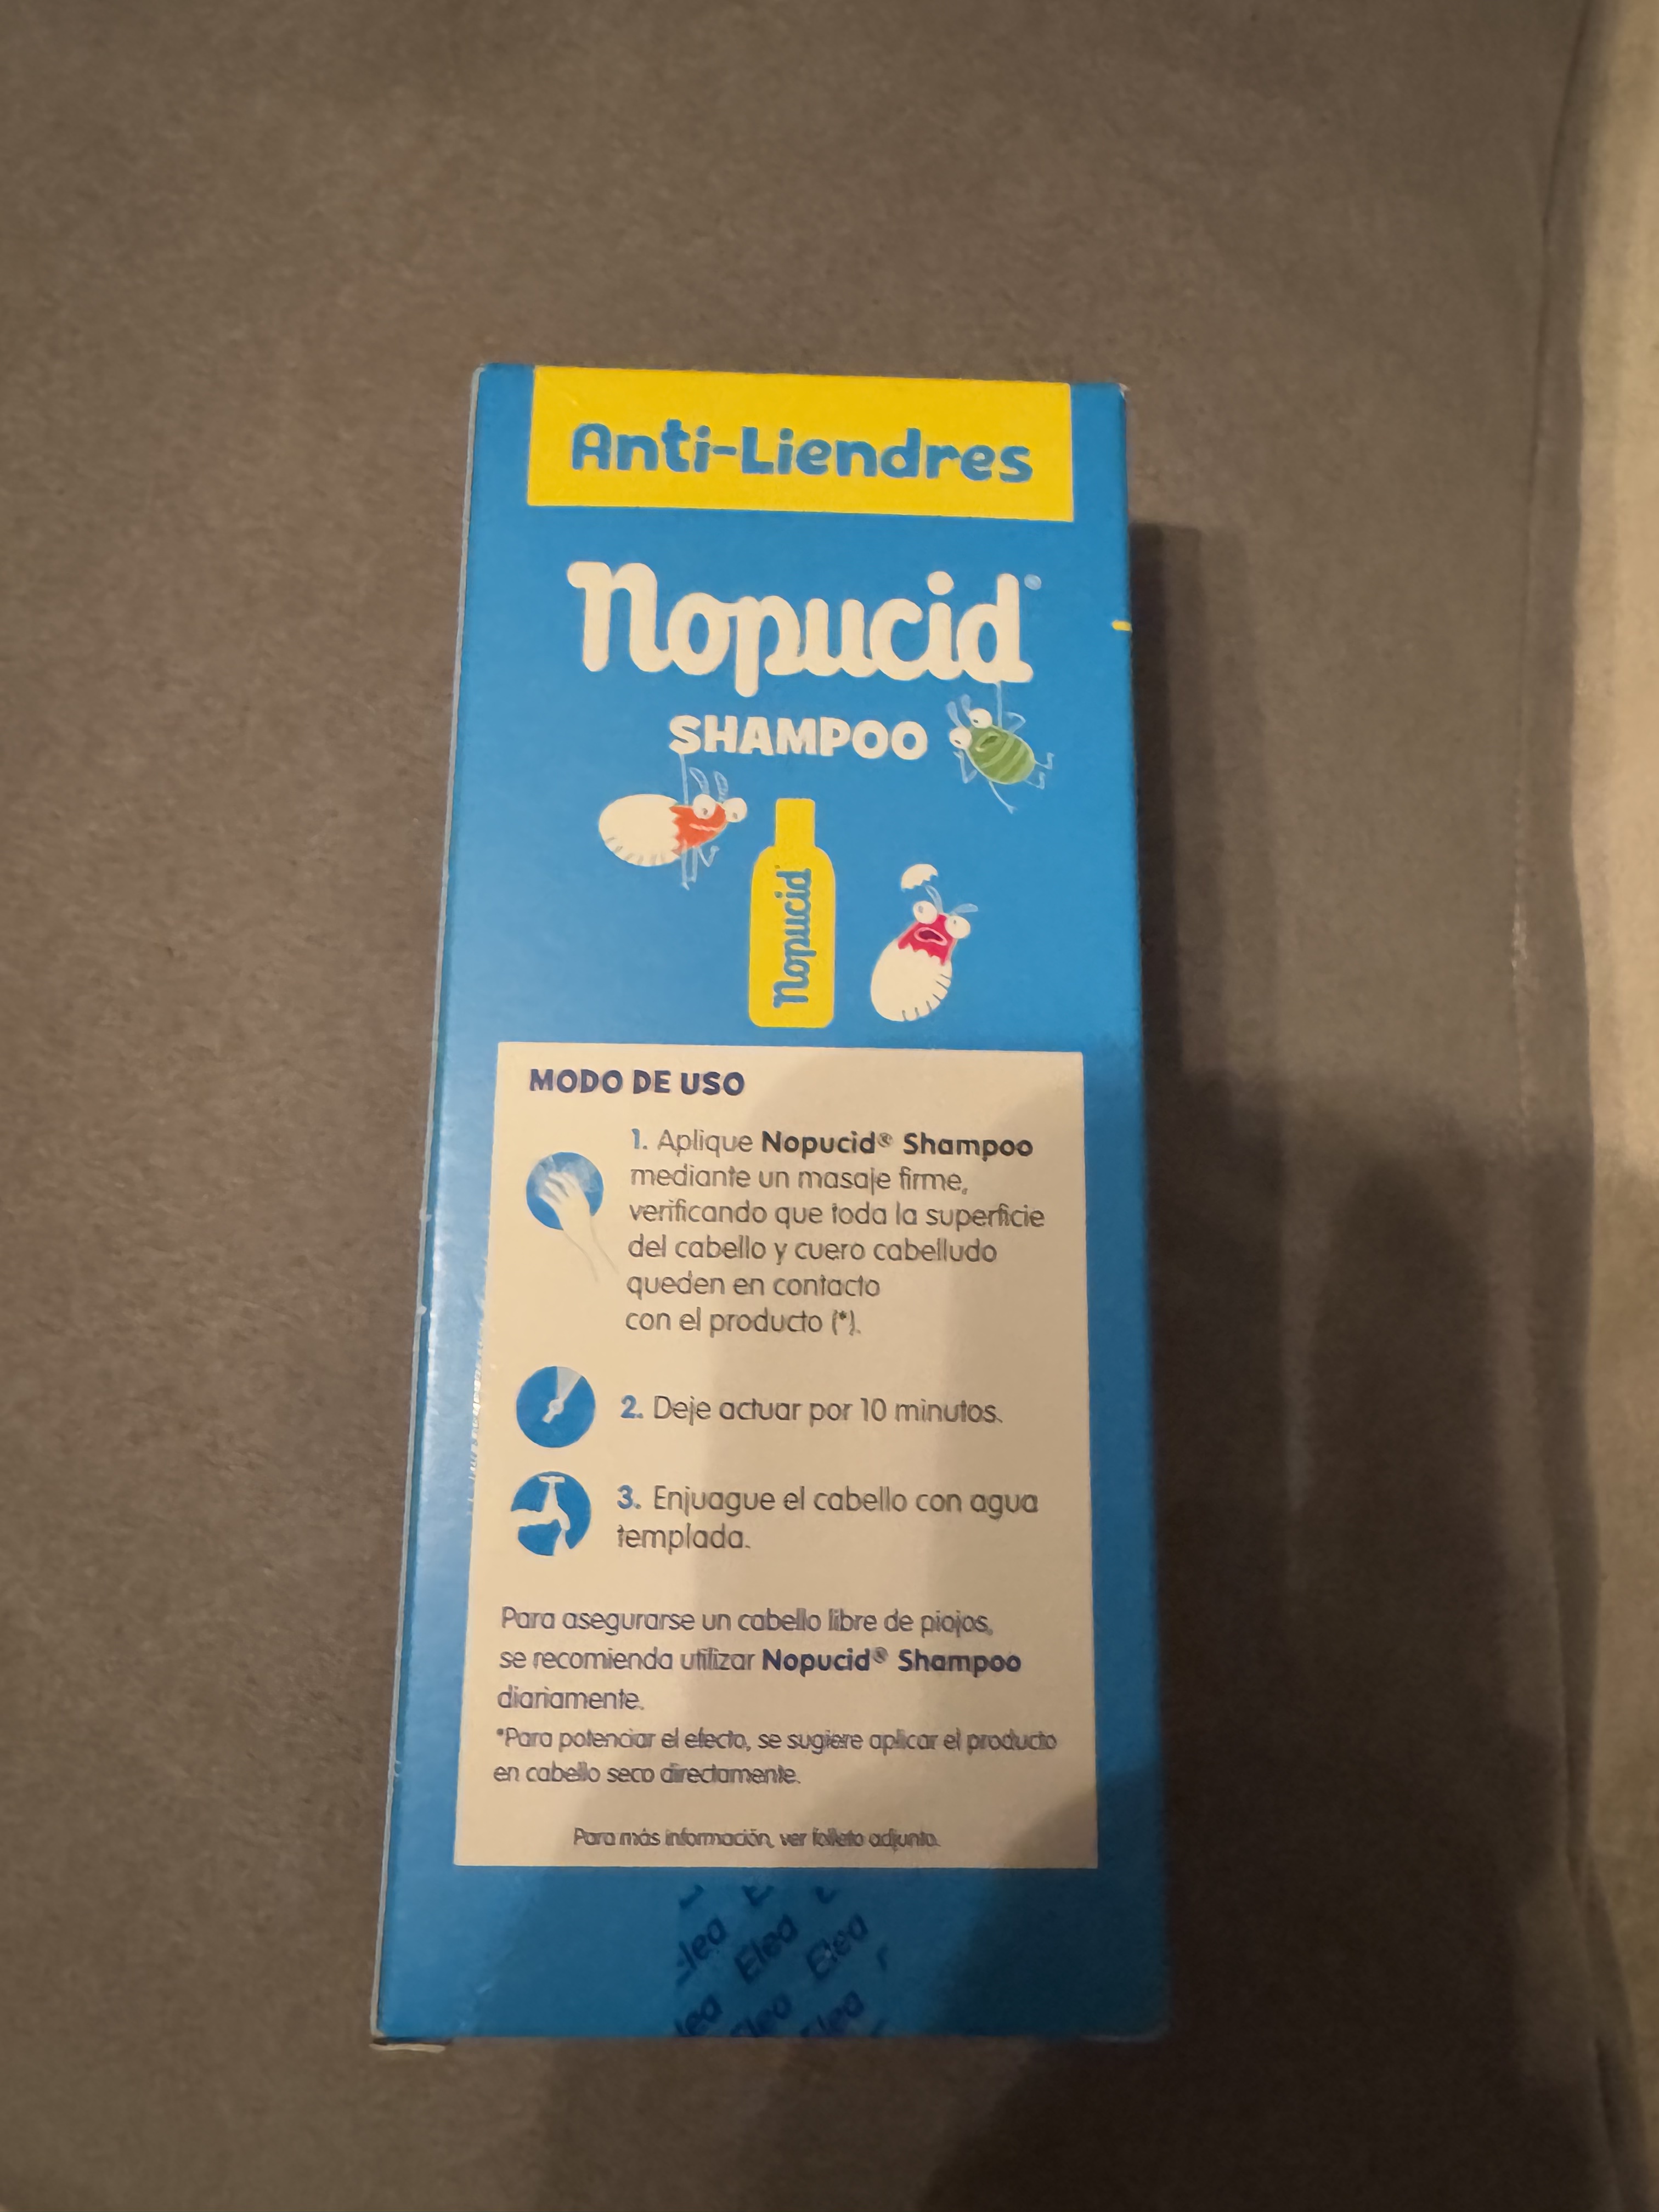 Anti-Liendres
Nopucid®
SHAMPOO
Nopucid
MODO DE USO
1. Aplique Nopucid® Shampoo
mediante un masaje firme,
verificando que toda la superficie
del cabello y cuero cabelludo
queden en contacto
con el producto (*).
2. Deje actuar por 10 minutos.
3. Enjuague el cabello con agua
templada.
Para asegurarse un cabello libre de piojos,
se recomienda utilizar Nopucid® Shampoo
diariamente.
*Para potenciar el efecto, se sugiere aplicar el producto
en cabello seco directamente.
Para más información, ver folleto adjunto.
Elea Elea